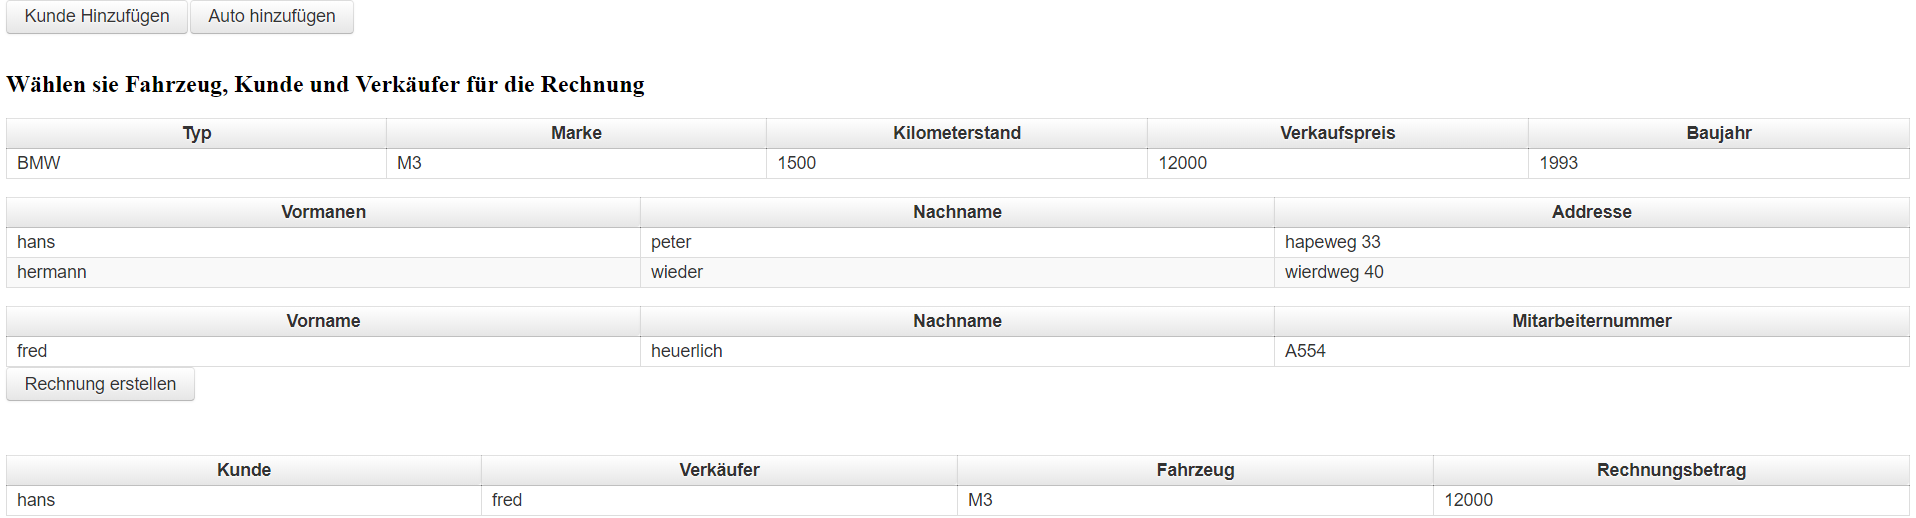 Kunde Hinzufügen Auto hinzufügen
Wählen sie Fahrzeug, Kunde und Verkäufer für die Rechnung
Typ Marke Kilometerstand Verkaufspreis Baujahr
BMW M3 1500 12000 1993
Vormanen Nachname Addresse
hans peter hapeweg 33
hermann wieder wierdweg 40
Vorname Nachname Mitarbeiternummer
fred heuerlich A554
Rechnung erstellen
Kunde Verkäufer Fahrzeug Rechnungsbetrag
hans fred M3 12000